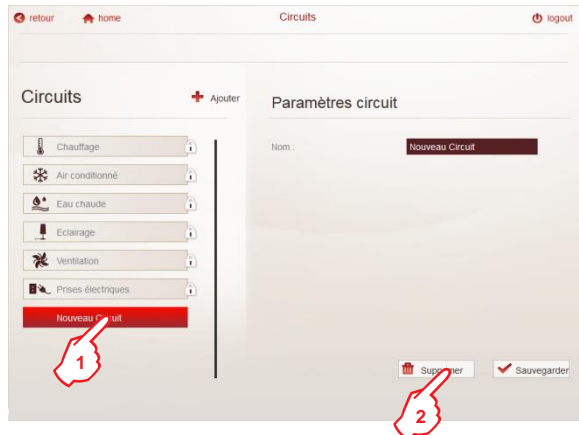 retour home Circuits logout
Circuits
Ajouter
Chauffage
Air conditionné
Eau chaude
Eclairage
Ventilation
Prises électriques
Nouveau Circuit
1
Paramètres circuit
Nom :
Nouveau Circuit
Supprimer
Sauvegarder
2